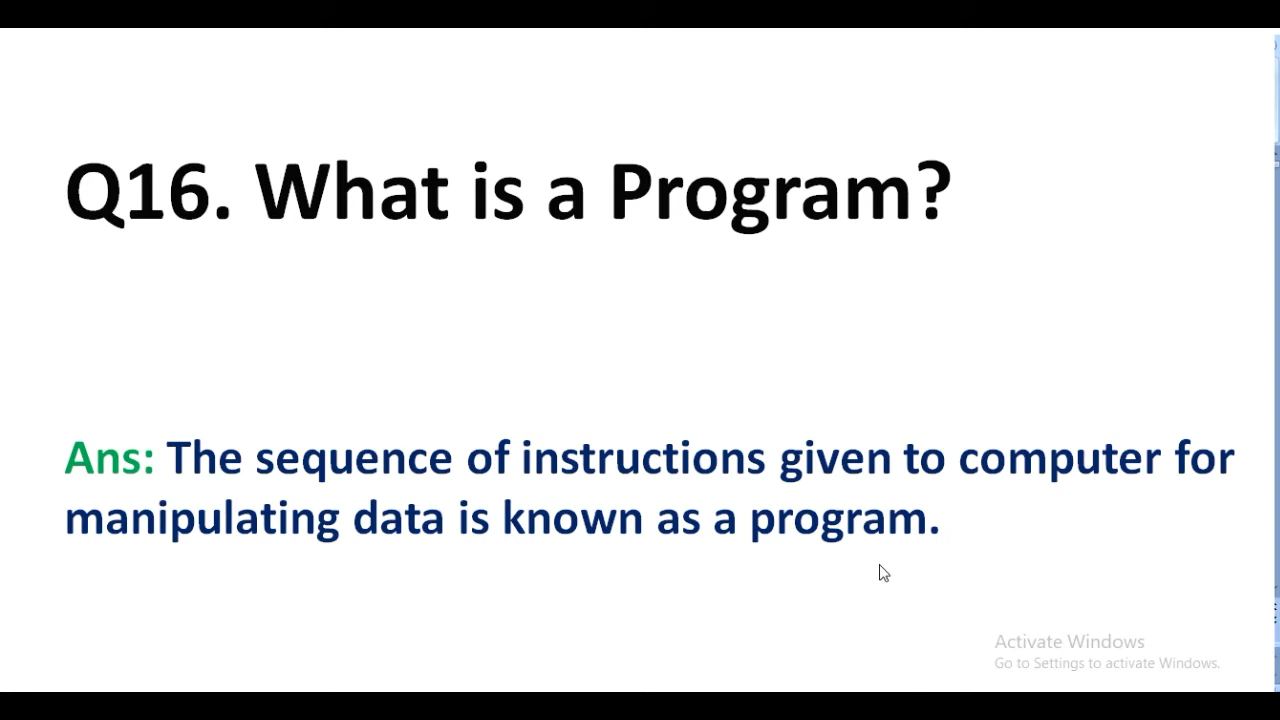 Q16. What is a Program?
Ans: The sequence of instructions given to computer for
manipulating data is known as a program.
Activate Windows
Go to Settings to activate Windows.